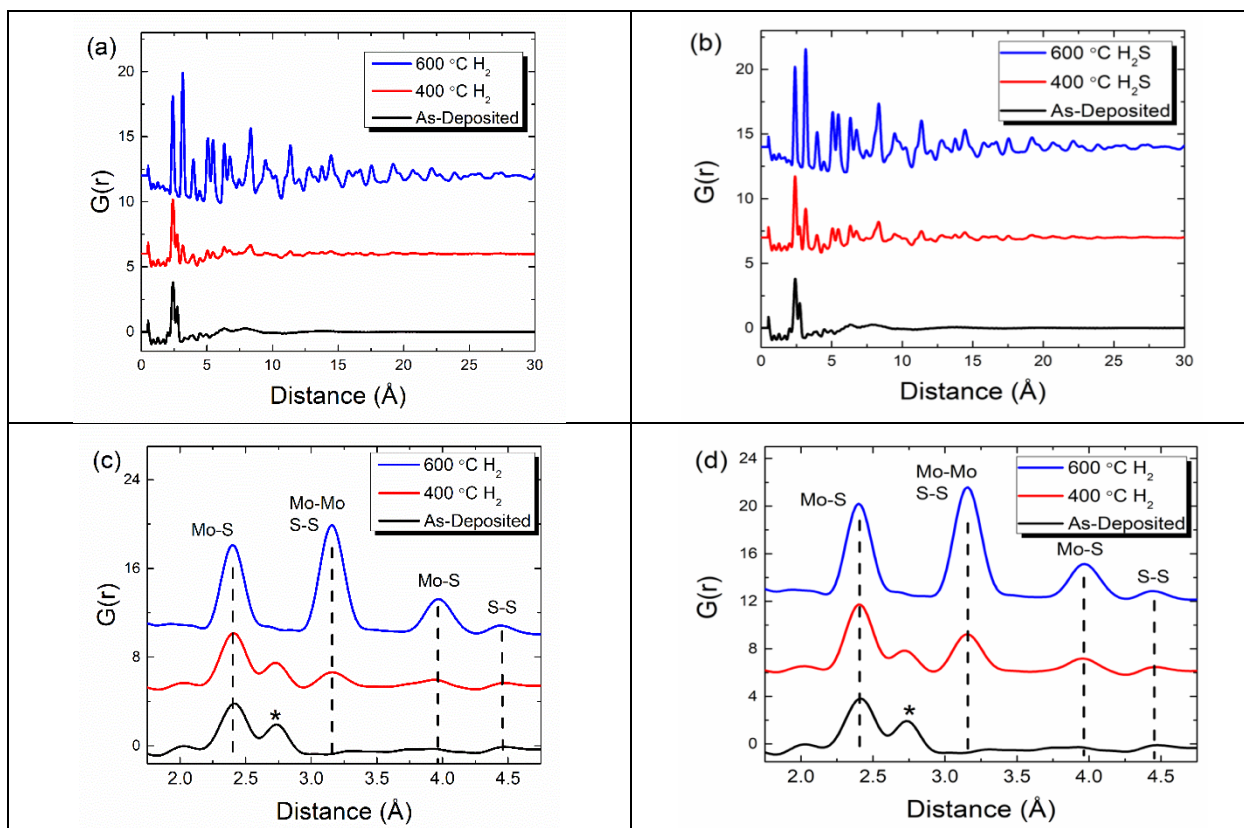 (a)
600 °C H2
400 °C H2
As-Deposited
G(r)
20
15
10
5
0
0 5 10 15 20 25 30
Distance (Å)
(b)
600 °C H2S
400 °C H2S
As-Deposited
G(r)
20
15
10
5
0
0 5 10 15 20 25 30
Distance (Å)
(c)
600 °C H2
400 °C H2
As-Deposited
Mo-Mo
S-S
Mo-S
Mo-S
S-S
*
G(r)
24
16
8
0
2.0 2.5 3.0 3.5 4.0 4.5
Distance (Å)
(d)
600 °C H2
400 °C H2
As-Deposited
Mo-Mo
S-S
Mo-S
Mo-S
S-S
*
G(r)
24
20
16
12
8
4
0
2.0 2.5 3.0 3.5 4.0 4.5
Distance (Å)